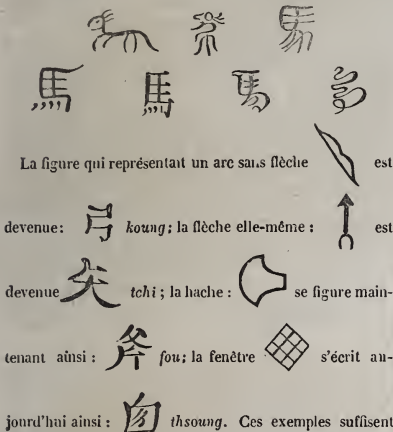 馬 馬
La figure qui représentait un arc sans flèche est
devenue: 弓 koung; la flèche elle-même: est
devenue 矢 tchi; la hache: se figure main-
tenant ainsi: 斧 fou; la fenêtre s'écrit au-
jourd'hui ainsi: 囱 thsoung. Ces exemples suffisent